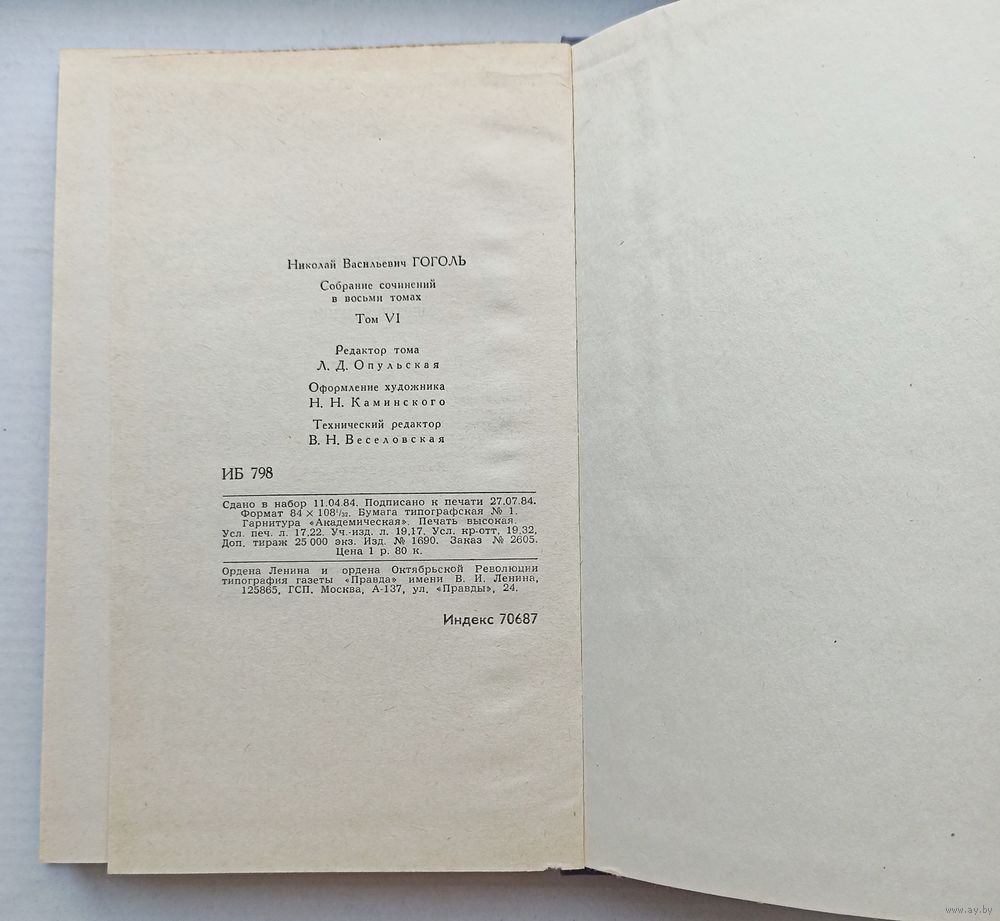 Николай Васильевич ГОГОЛЬ
Собрание сочинений
в восьми томах
Том VI
Редактор тома
Л. Д. Опульская
Оформление художника
Н. Н. Каминского
Технический редактор
В. Н. Веселовская
ИБ 798
Сдано в набор 11.04.84. Подписано к печати 27.07.84.
Формат 84 × 108¹/₃₂. Бумага типографская № 1.
Гарнитура «Академическая». Печать высокая.
Усл. печ. л. 17,22. Уч.-изд. л. 19,17. Усл. кр-отт, 19,32.
Доп. тираж 25 000 экз. Изд. № 1690. Заказ № 2605.
Цена 1 р. 80 к.
Ордена Ленина и ордена Октябрьской Революции
типография газеты «Правда» имени В. И. Ленина,
125865, ГСП, Москва, А-137, ул. «Правды», 24.
Индекс 70687
www.ay.by